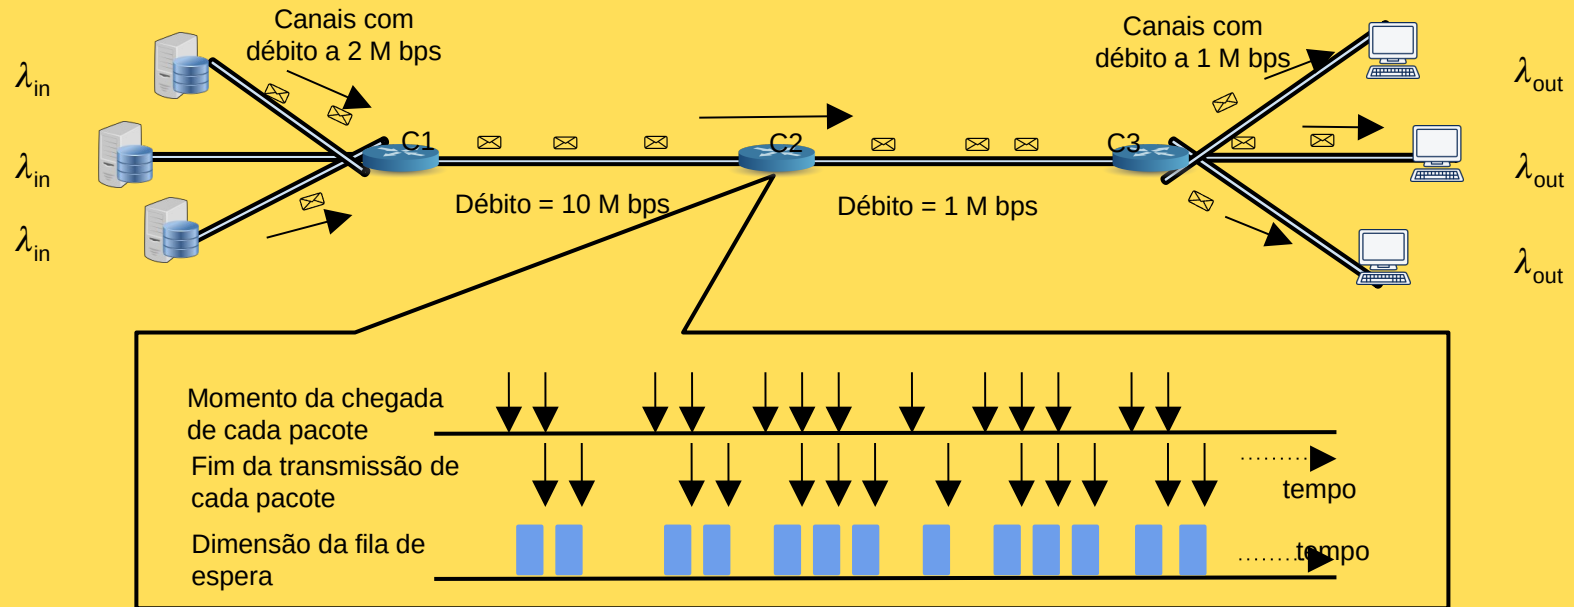 Canais com
débito a 2 M bps
Canais com
débito a 1 M bps
λin
λout
C1
C2
C3
λin
λout
Débito = 10 M bps
Débito = 1 M bps
λin
λout
Momento da chegada
de cada pacote
Fim da transmissão de
cada pacote
tempo
Dimensão da fila de
espera
tempo